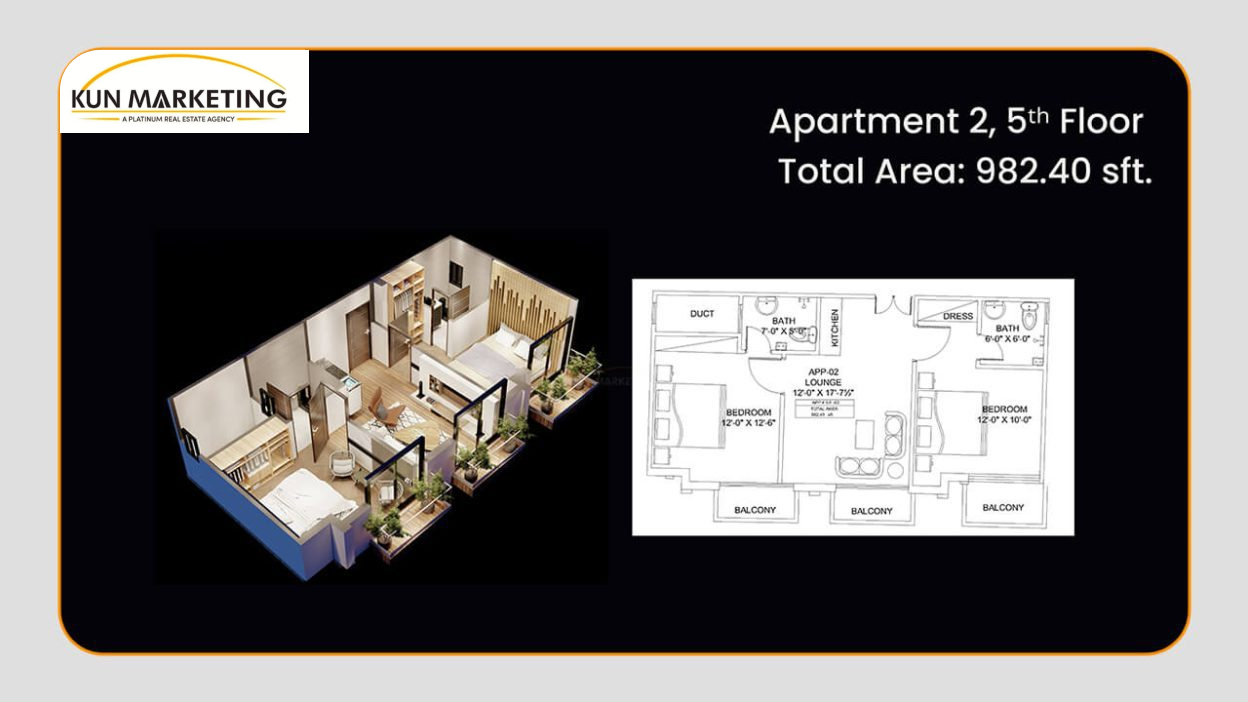 KUN MARKETING
A PLATINUM REAL ESTATE AGENCY
Apartment 2, 5th Floor
Total Area: 982.40 sft.
DUCT
BATH
7'-0" X 5'-0"
KITCHEN
DRESS
BATH
6'-0" X 6'-0"
APP-02
LOUNGE
12'-0" X 17'-7½"
TOTAL AREA
BEDROOM
12'-0" X 12'-6"
BEDROOM
12'-0" X 10'-0"
BALCONY
BALCONY
BALCONY